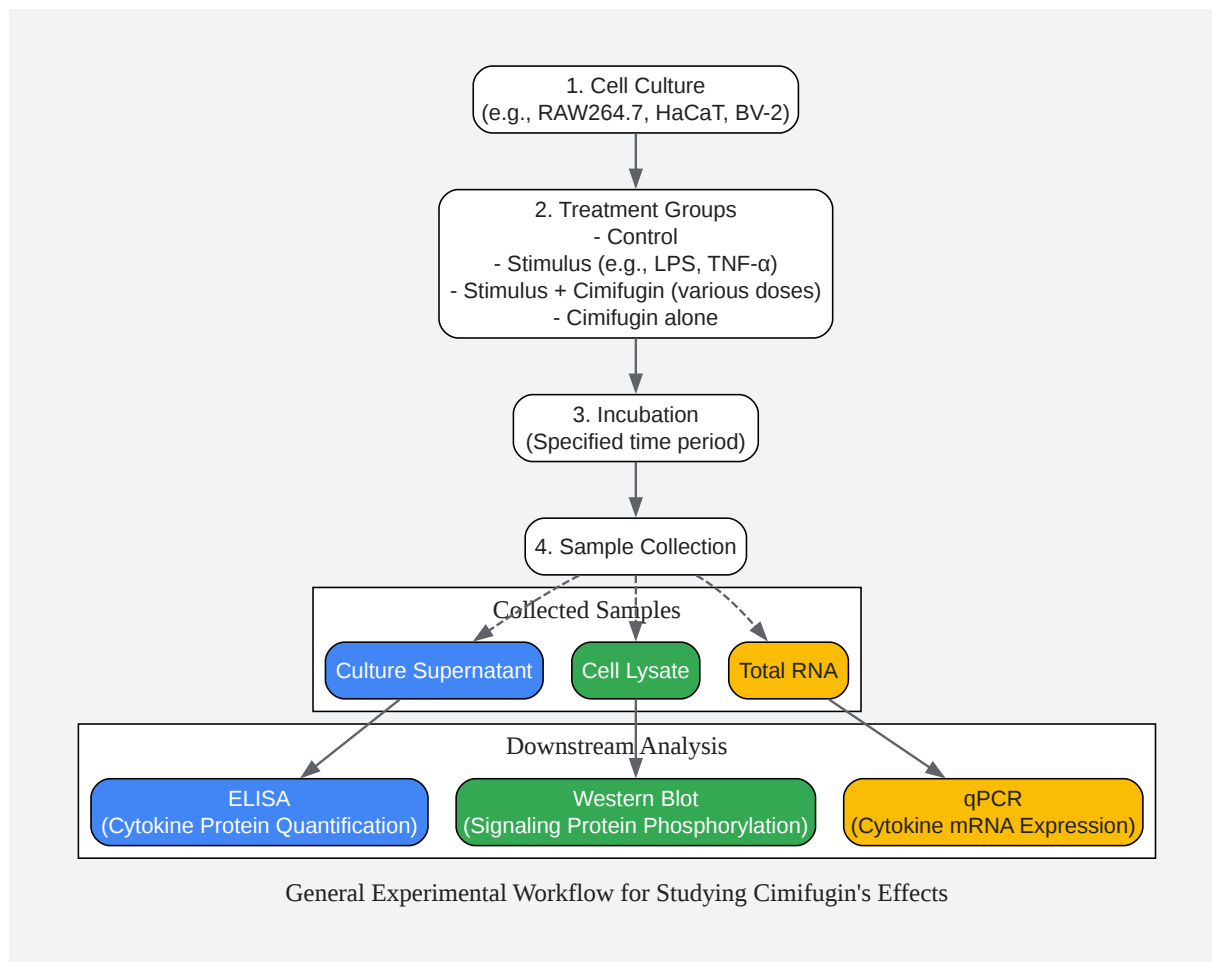 1. Cell Culture
(e.g., RAW264.7, HaCaT, BV-2)
2. Treatment Groups
- Control
- Stimulus (e.g., LPS, TNF-α)
- Stimulus + Cimifugin (various doses)
- Cimifugin alone
3. Incubation
(Specified time period)
4. Sample Collection
Collected Samples
Culture Supernatant
Cell Lysate
Total RNA
Downstream Analysis
ELISA
(Cytokine Protein Quantification)
Western Blot
(Signaling Protein Phosphorylation)
qPCR
(Cytokine mRNA Expression)
General Experimental Workflow for Studying Cimifugin's Effects